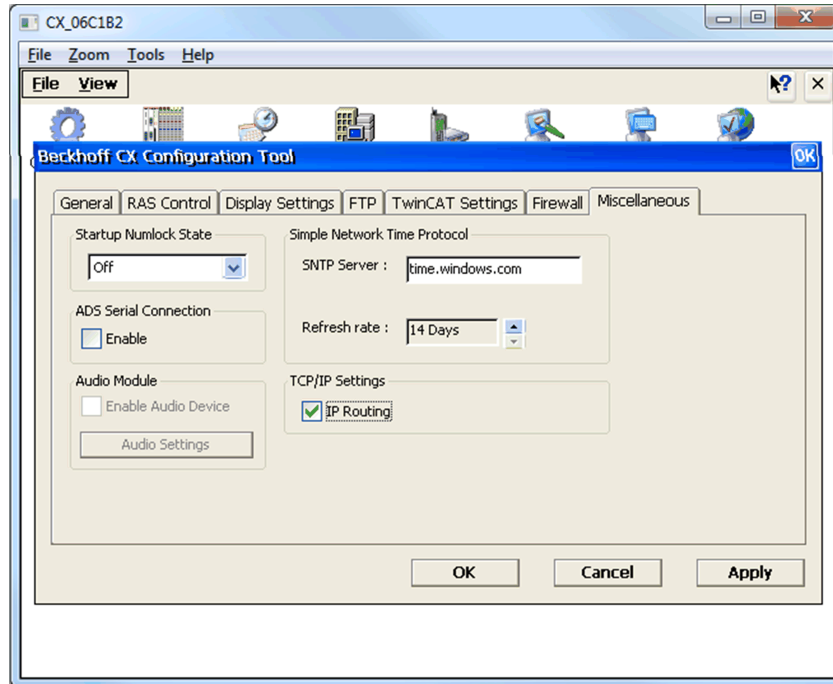 CX_06C1B2
File Zoom Tools Help
File View
Beckhoff CX Configuration Tool OK
General RAS Control Display Settings FTP TwinCAT Settings Firewall Miscellaneous
Startup Numlock State
Off
ADS Serial Connection
Enable
Audio Module
Enable Audio Device
Audio Settings
Simple Network Time Protocol
SNTP Server : time.windows.com
Refresh rate : 14 Days
TCP/IP Settings
IP Routing
OK Cancel Apply